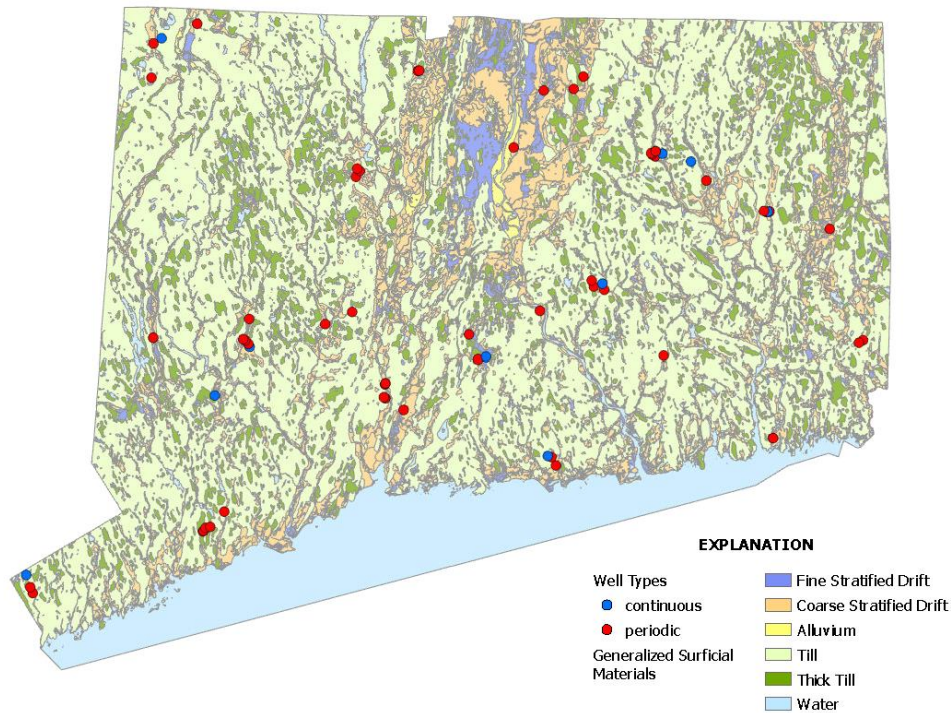 EXPLANATION
Well Types
continuous
periodic
Generalized Surficial
Materials
Fine Stratified Drift
Coarse Stratified Drift
Alluvium
Till
Thick Till
Water